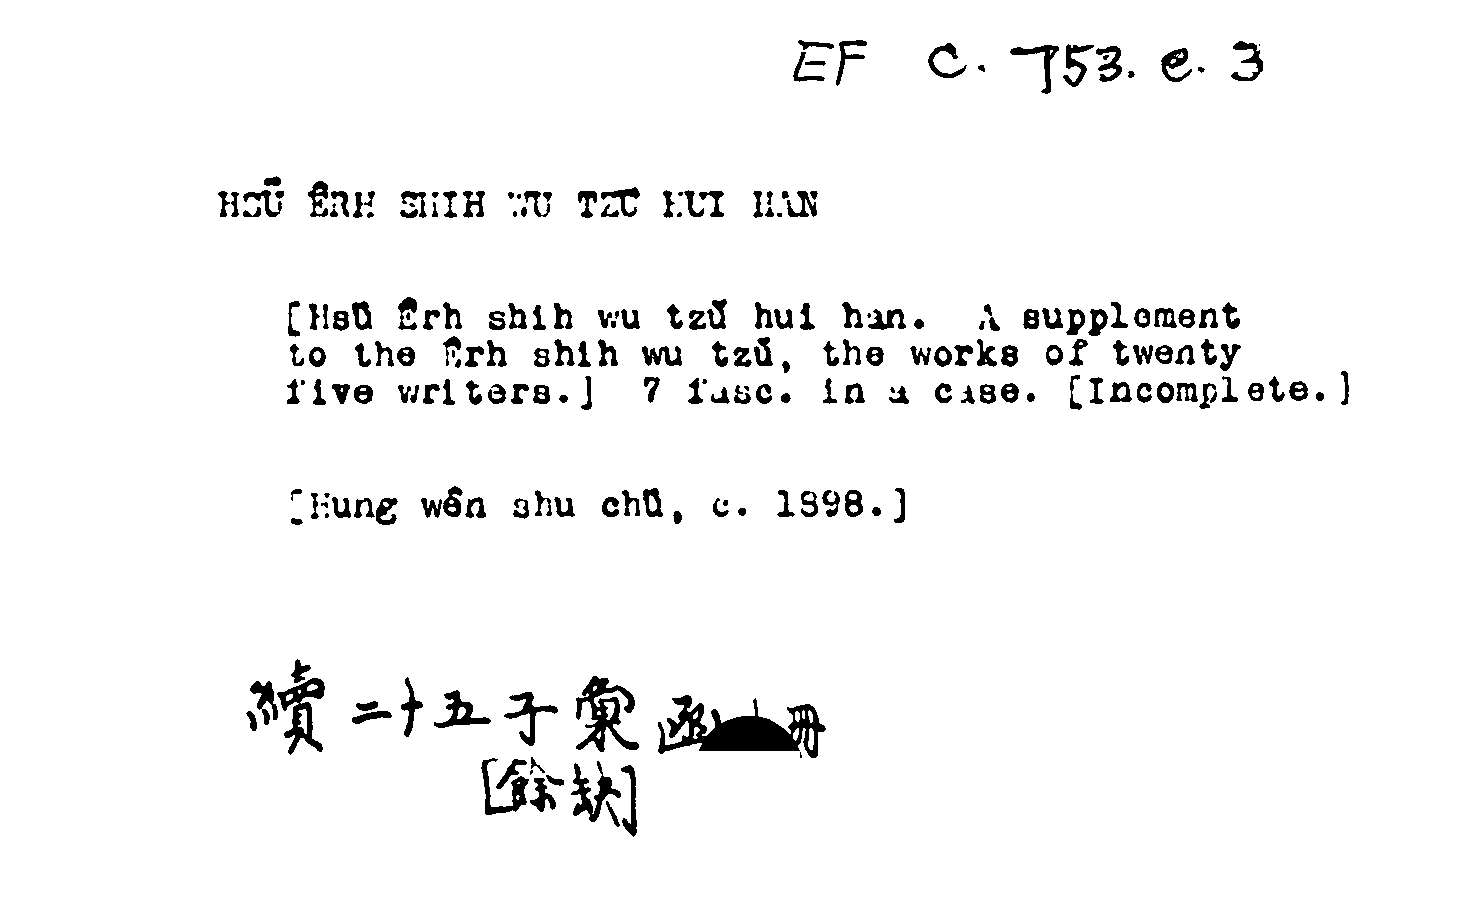 EF C. 753. e. 3
HSÜ ÊRH SHIH WU TZŬ HUI HAN
[Hsü Êrh shih wu tzŭ hui han. A supplement
to the Êrh shih wu tzŭ, the works of twenty
five writers.] 7 fasc. in a case. [Incomplete.]
[Hung wên shu chü, c. 1898.]
續二十五子彙函 冊
[餘缺]